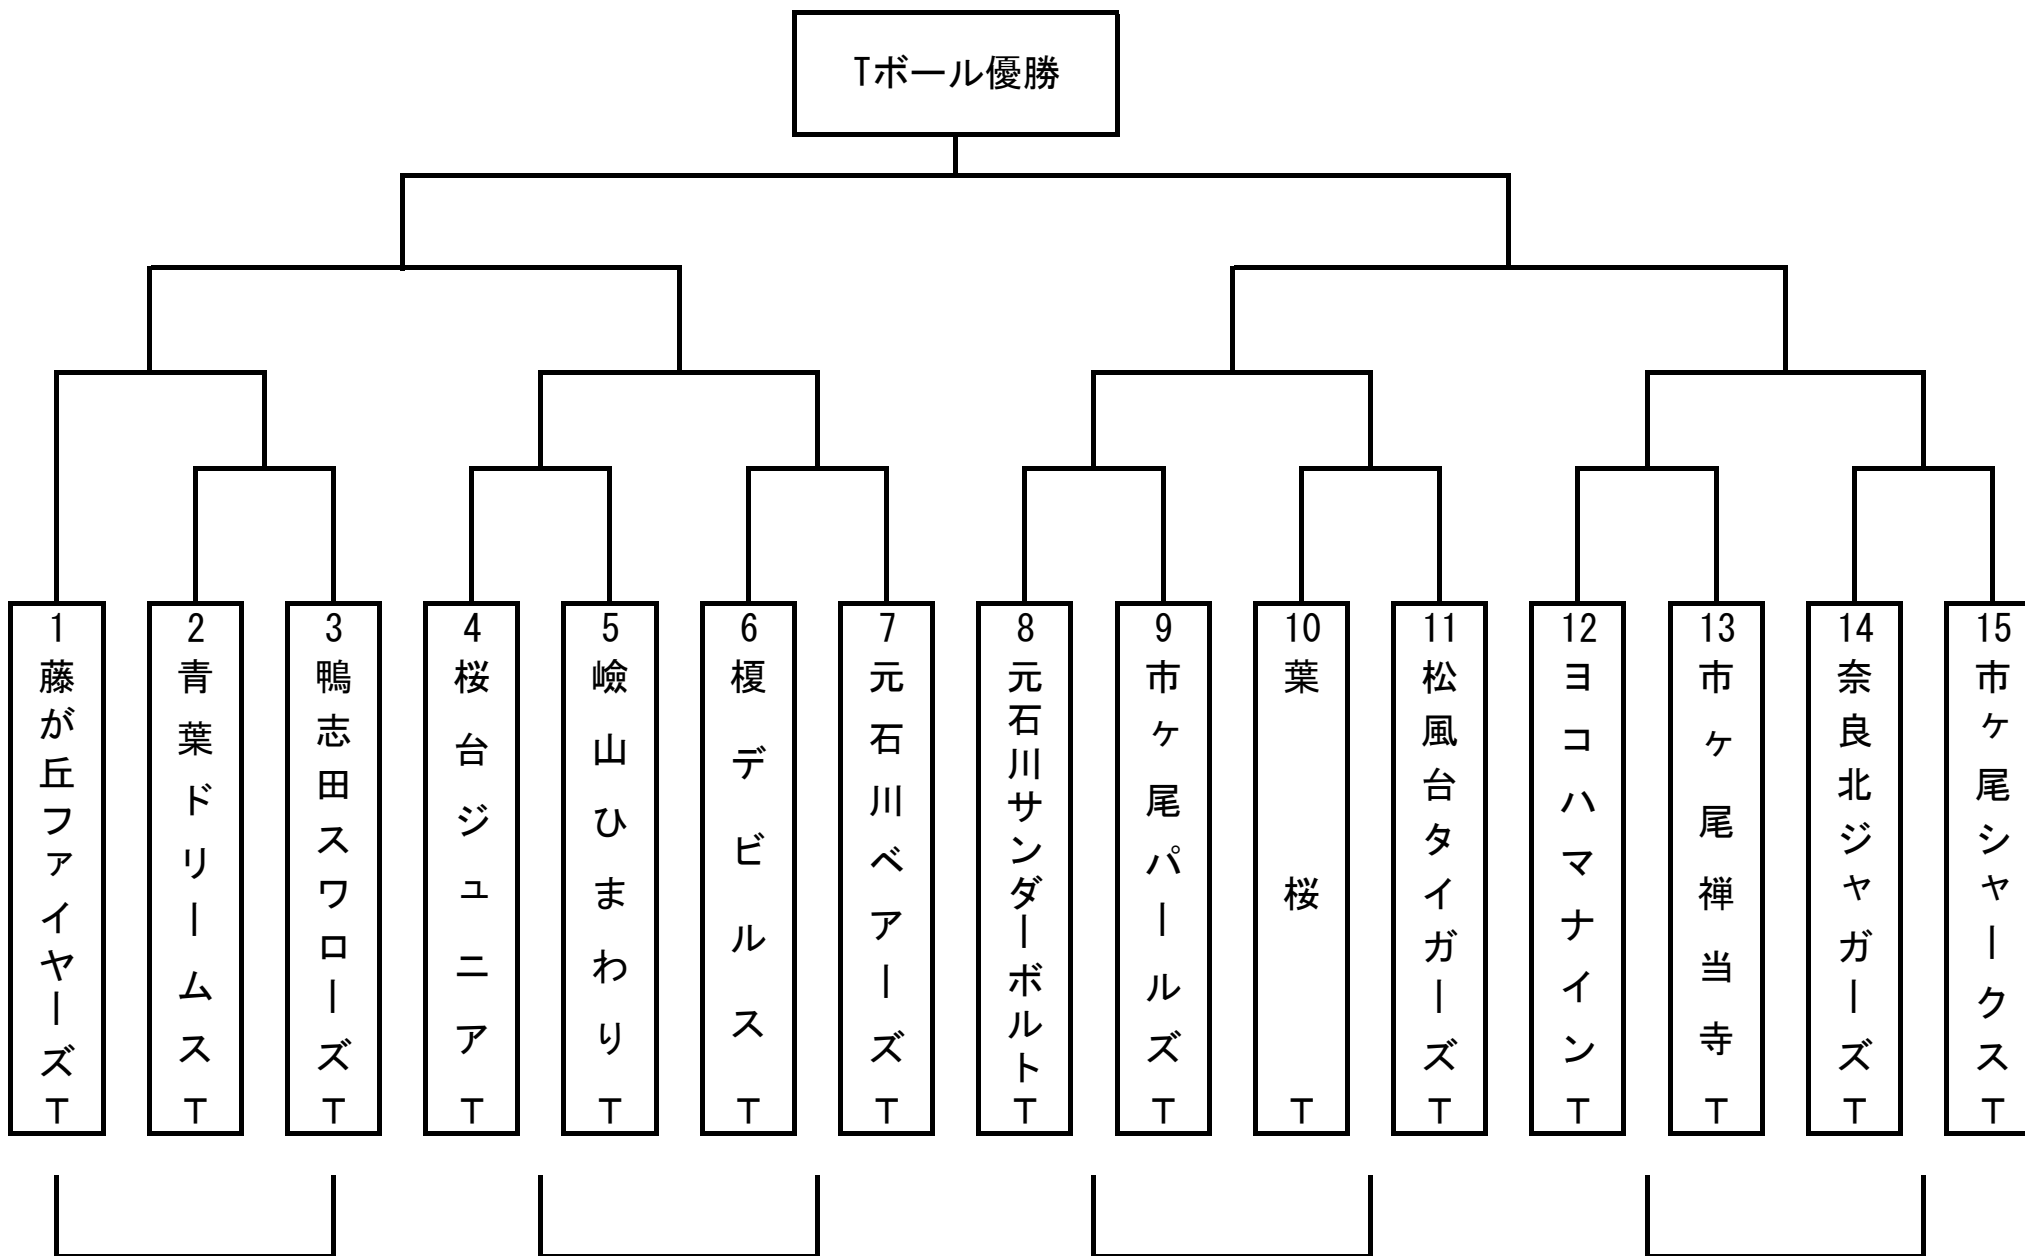 Tボール優勝
1
藤が丘ファイヤーズT
2
青葉ドリームスT
3
鴨志田スワローズT
4
桜台ジュニアT
5
嶮山ひまわりT
6
榎デビルスT
7
元石川ベアーズT
8
元石川サンダーボルトT
9
市ヶ尾パールズT
10
葉桜T
11
松風台タイガーズT
12
ヨコハマナインT
13
市ヶ尾禅当寺T
14
奈良北ジャガーズT
15
市ヶ尾シャークスT